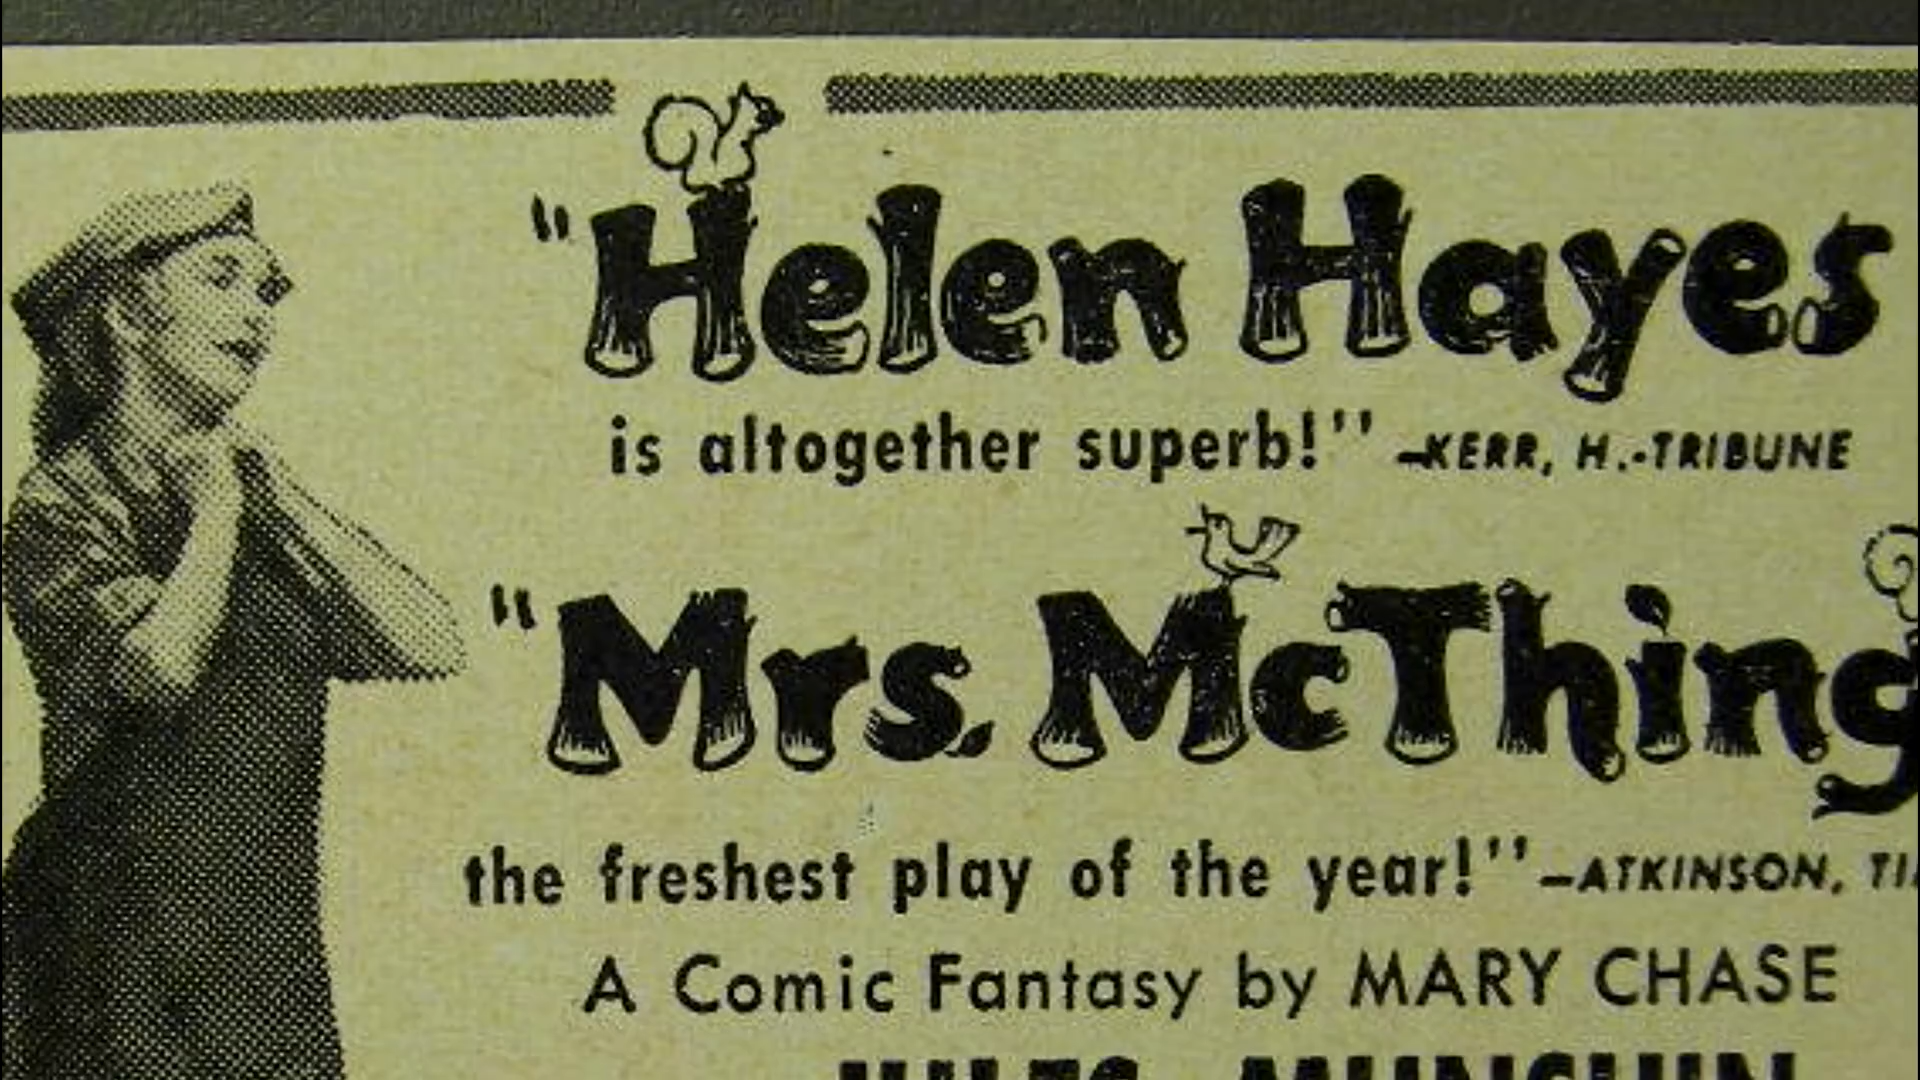 "Helen Hayes
is altogether superb!" —KERR, H.-TRIBUNE
"Mrs. McThing
the freshest play of the year!" —ATKINSON,
A Comic Fantasy by MARY CHASE